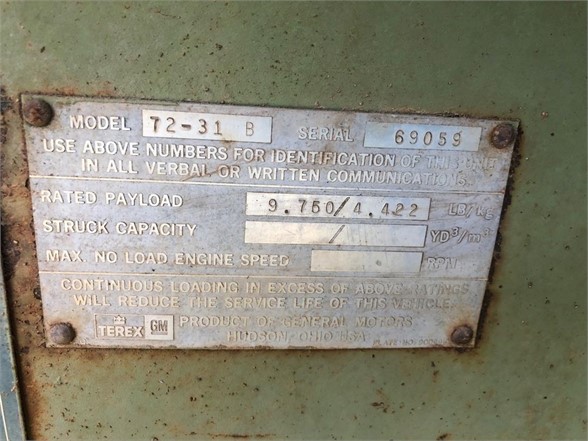 MODEL 72-31 B SERIAL 69059
USE ABOVE NUMBERS FOR IDENTIFICATION OF THIS UNIT
IN ALL VERBAL OR WRITTEN COMMUNICATIONS.
RATED PAYLOAD 9.750/4.422 LB/kg
STRUCK CAPACITY / YD³/m³
MAX. NO LOAD ENGINE SPEED RPM
CONTINUOUS LOADING IN EXCESS OF ABOVE RATINGS
WILL REDUCE THE SERVICE LIFE OF THIS VEHICLE.
TEREX GM PRODUCT OF GENERAL MOTORS
HUDSON, OHIO USA